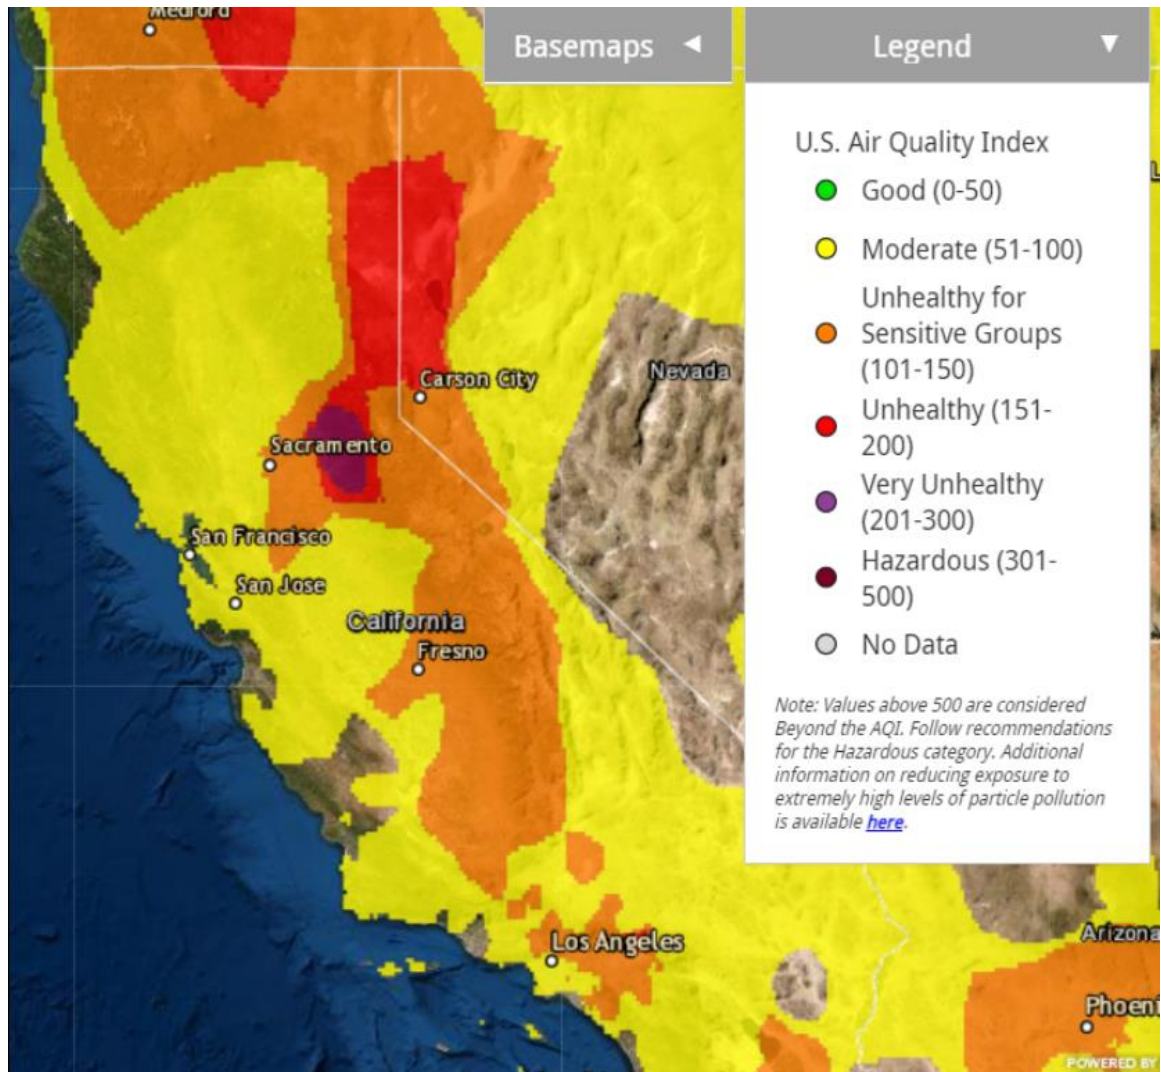 Medford
Basemaps
Legend
U.S. Air Quality Index
Good (0-50)
Moderate (51-100)
Unhealthy for
Sensitive Groups
(101-150)
Unhealthy (151-
200)
Very Unhealthy
(201-300)
Hazardous (301-
500)
No Data
Note: Values above 500 are considered
Beyond the AQI. Follow recommendations
for the Hazardous category. Additional
information on reducing exposure to
extremely high levels of particle pollution
is available here.
Nevada
Carson City
Sacramento
San Francisco
San Jose
California
Fresno
Los Angeles
Arizona
Phoeni
POWERED BY